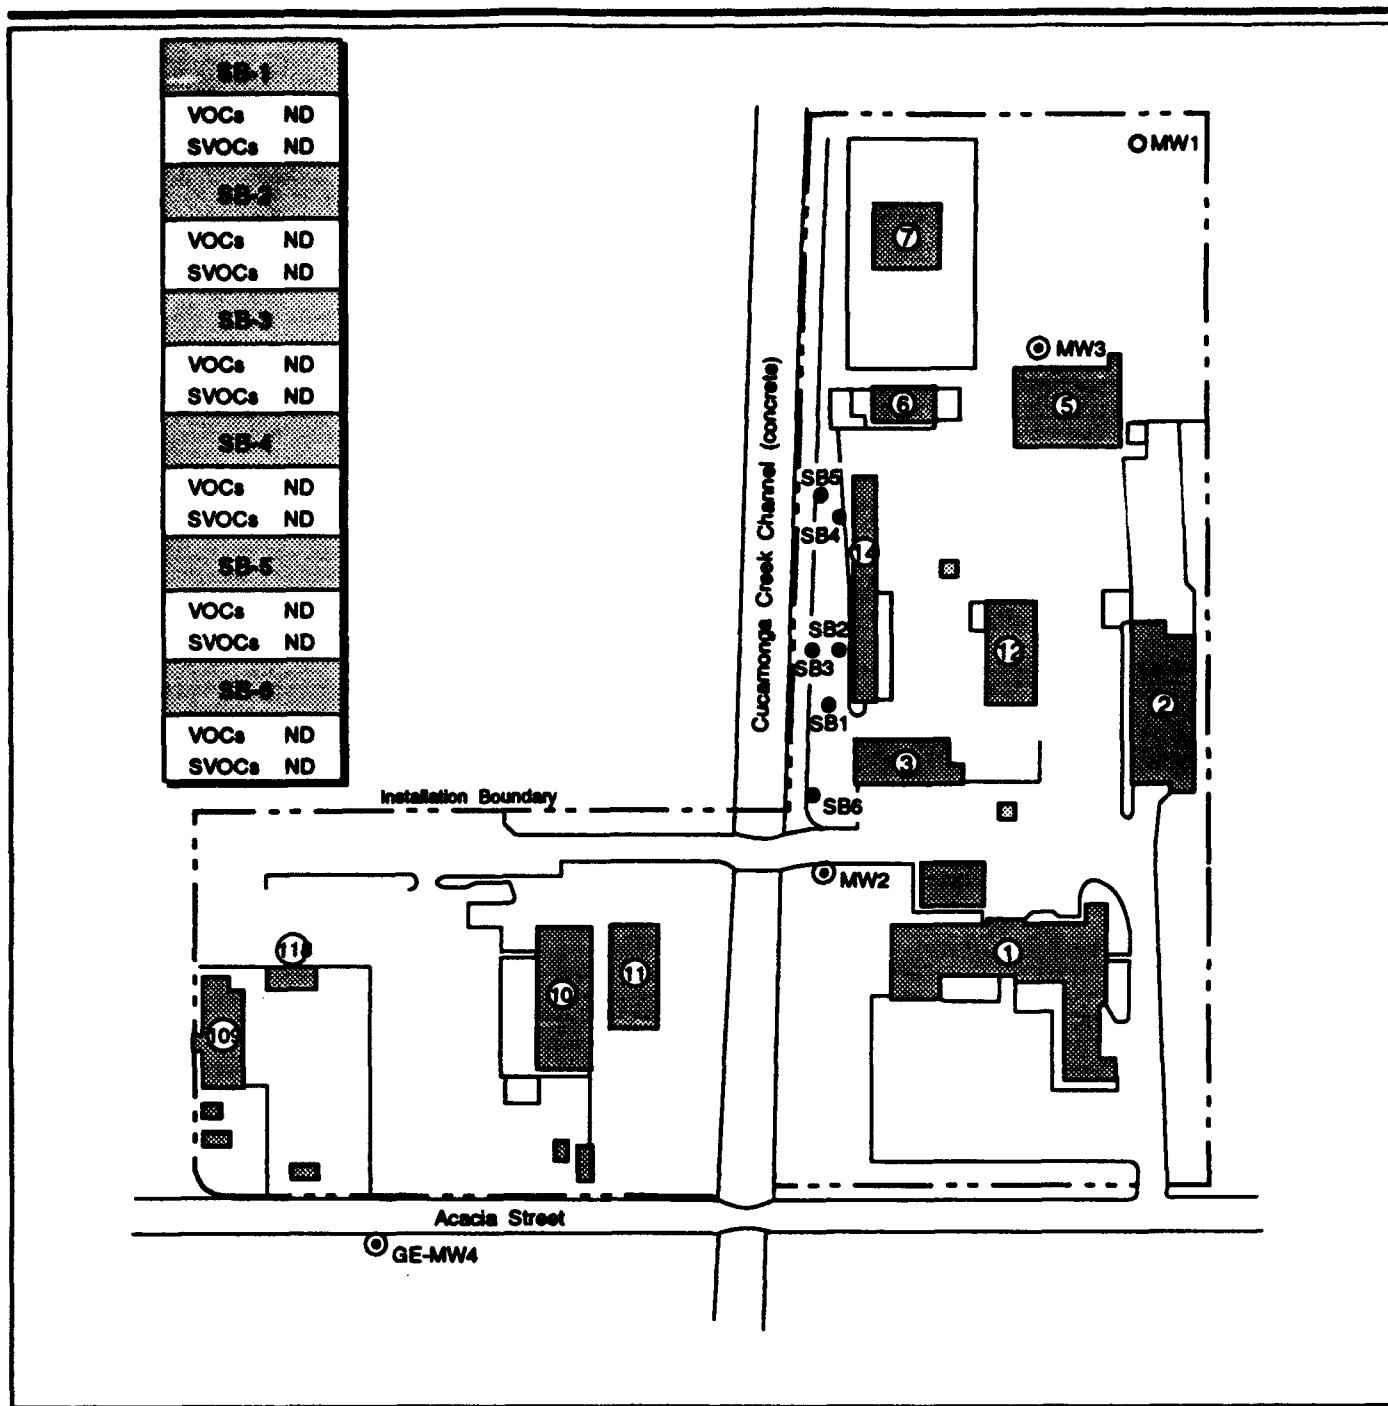 SB-1
VOCs ND
SVOCs ND
SB-2
VOCs ND
SVOCs ND
SB-3
VOCs ND
SVOCs ND
SB-4
VOCs ND
SVOCs ND
SB-5
VOCs ND
SVOCs ND
SB-6
VOCs ND
SVOCs ND
MW1
7
MW3
6
5
Cucamonga Creek Channel (concrete)
SB5
SB4
14
SB2
SB3
12
SB1
2
3
SB6
Installation Boundary
MW2
1
11
10
109
Acacia Street
GE-MW4